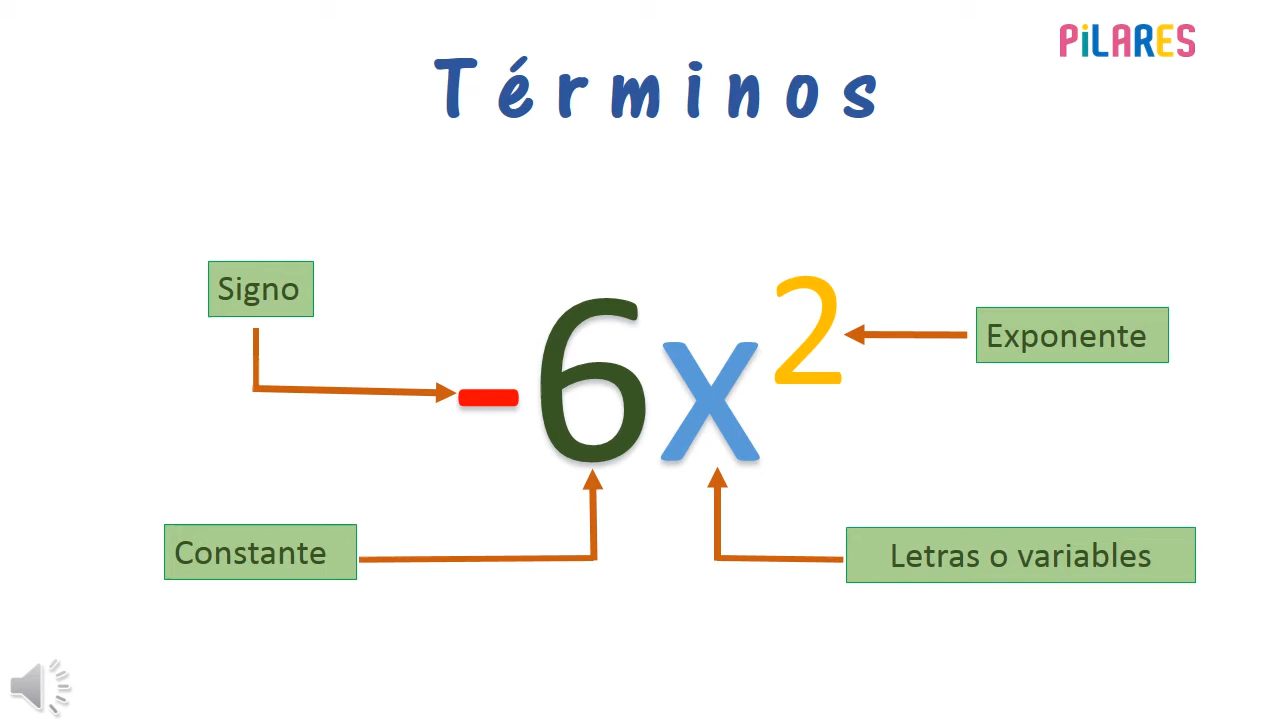 PiLARES
Términos
Signo
-6x²
Exponente
Constante
Letras o variables